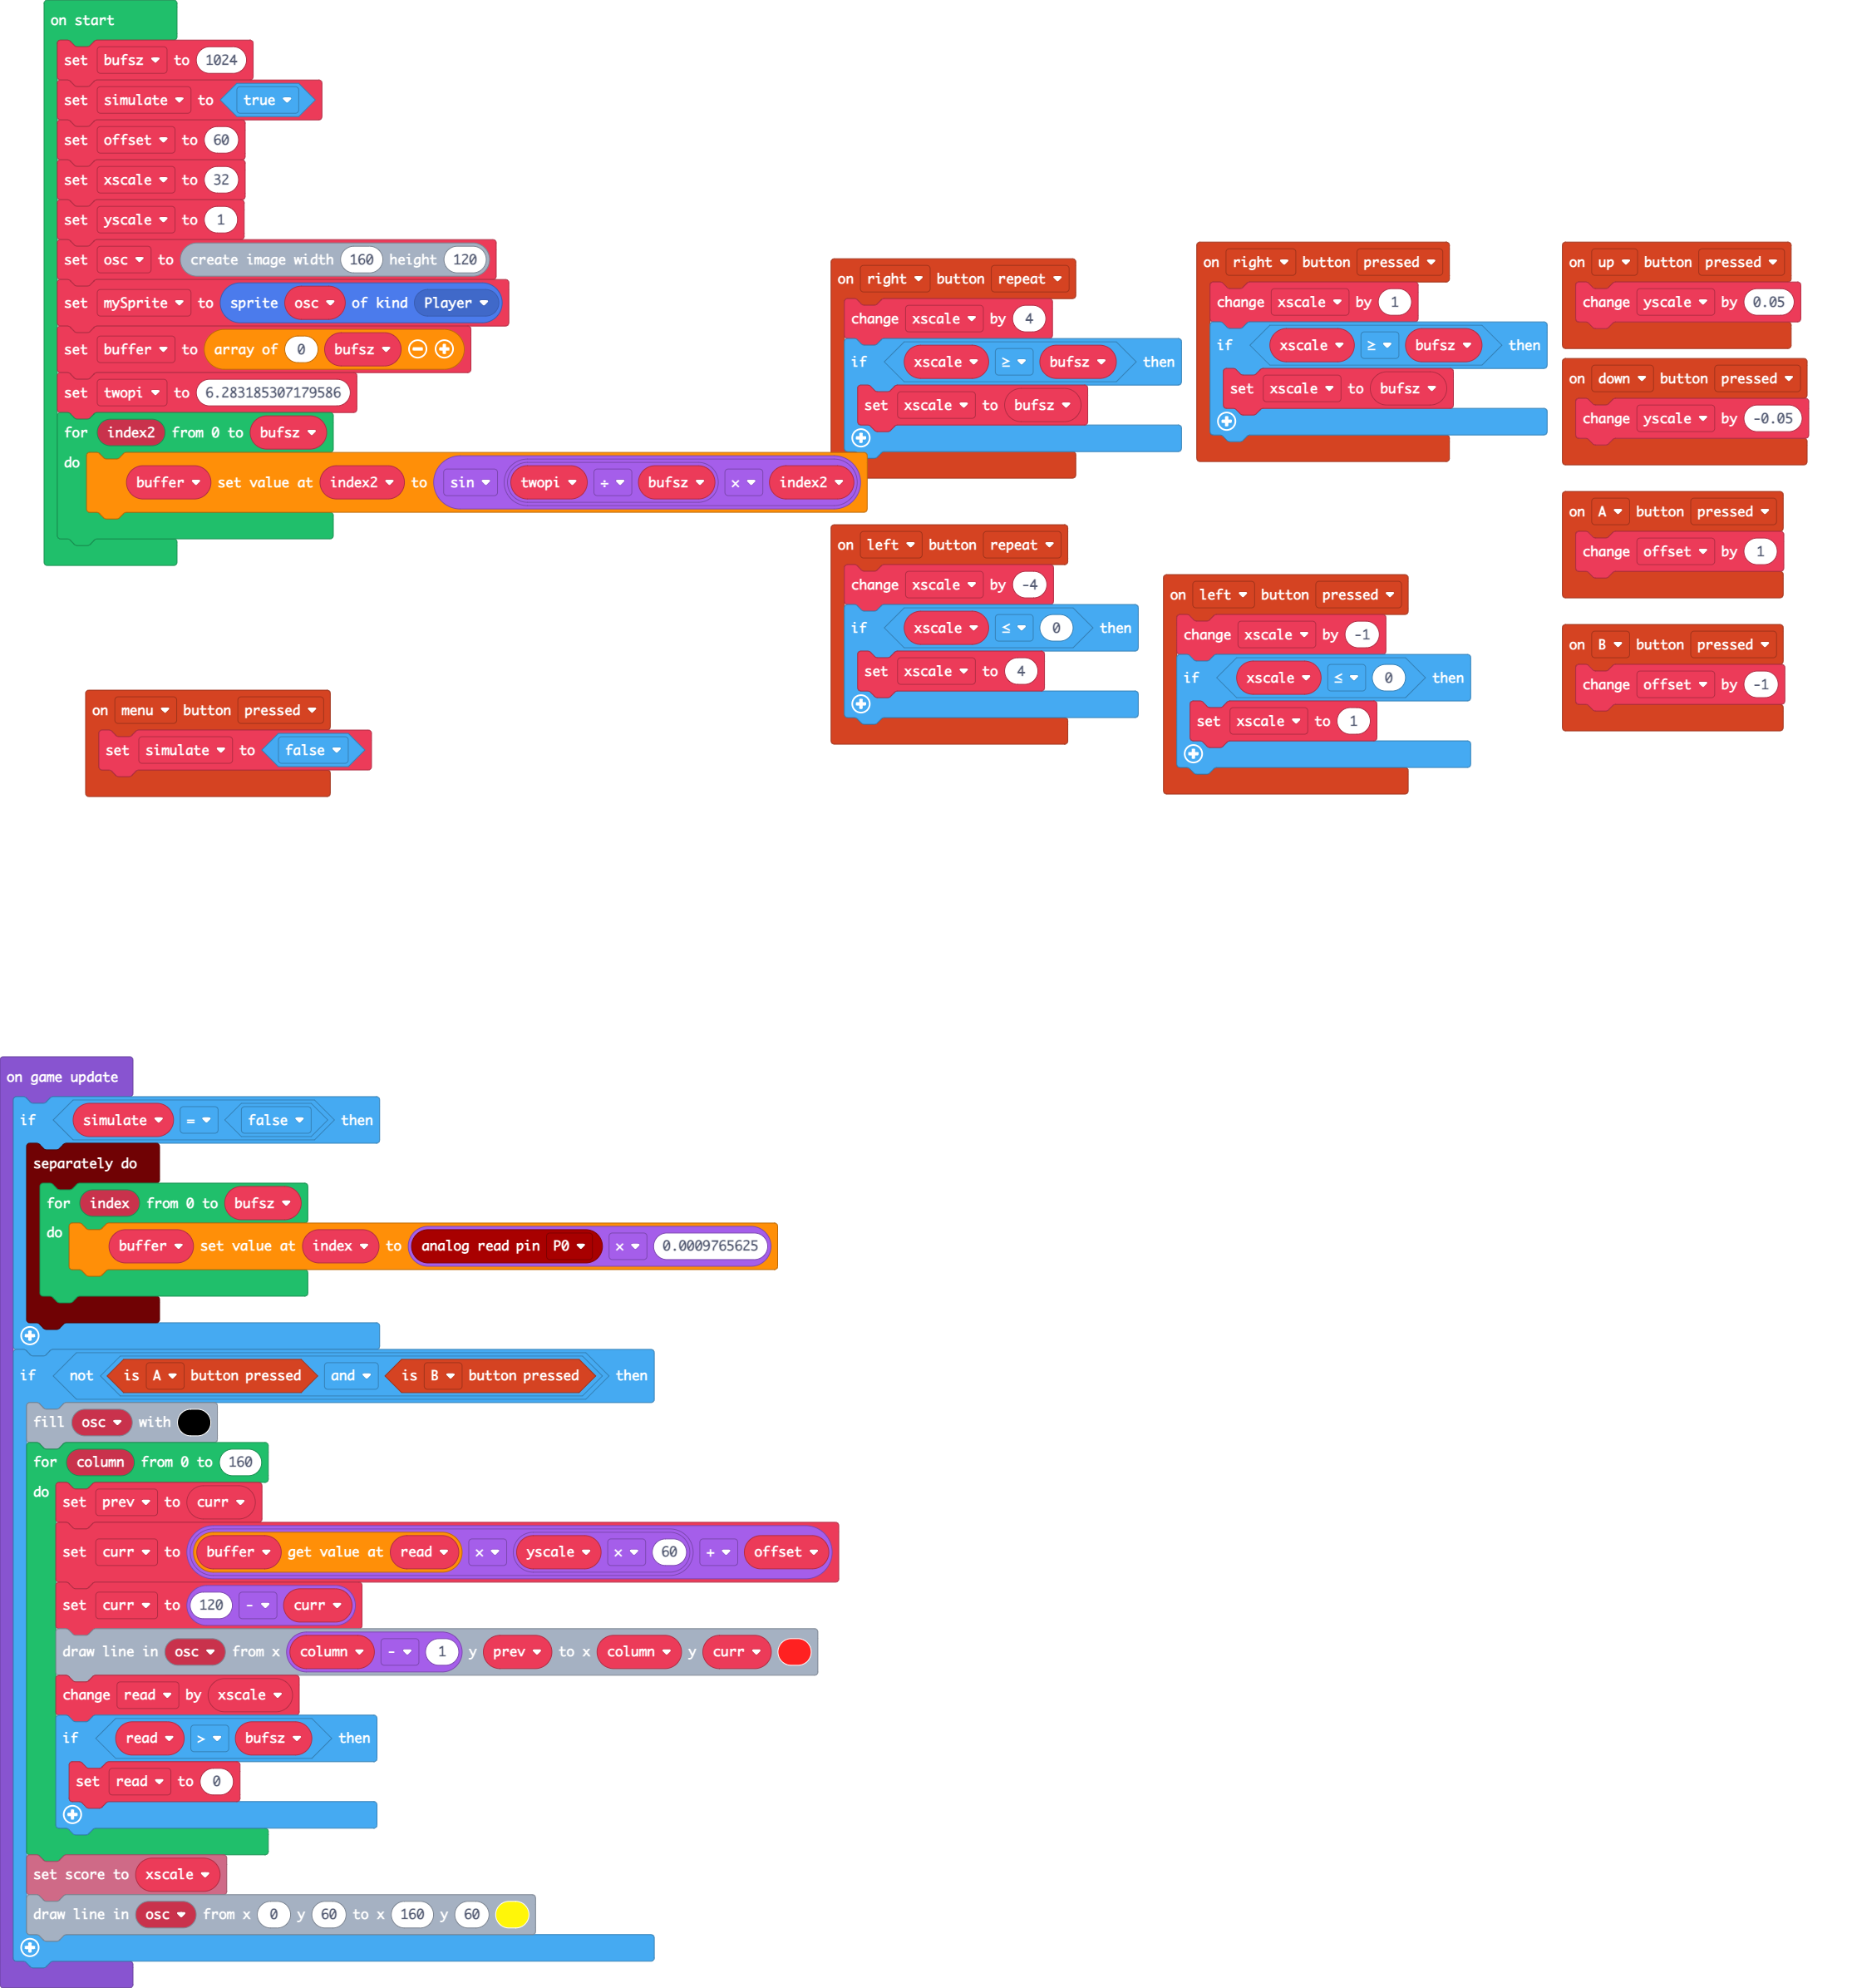 on start
set bufsz to 1024
set simulate to true
set offset to 60
set xscale to 32
set yscale to 1
set osc to create image width 160 height 120
set mySprite to sprite osc of kind Player
set buffer to array of 0 bufsz
set twopi to 6.283185307179586
for index2 from 0 to bufsz
do
buffer set value at index2 to sin twopi ÷ bufsz × index2
on menu button pressed
set simulate to false
on right button repeat
change xscale by 4
if xscale ≥ bufsz then
set xscale to bufsz
on left button repeat
change xscale by -4
if xscale ≤ 0 then
set xscale to 4
on right button pressed
change xscale by 1
if xscale ≥ bufsz then
set xscale to bufsz
on left button pressed
change xscale by -1
if xscale ≤ 0 then
set xscale to 1
on up button pressed
change yscale by 0.05
on down button pressed
change yscale by -0.05
on A button pressed
change offset by 1
on B button pressed
change offset by -1
on game update
if simulate = false then
separately do
for index from 0 to bufsz
do
buffer set value at index to analog read pin P0 × 0.0009765625
if not is A button pressed and is B button pressed then
fill osc with
for column from 0 to 160
do
set prev to curr
set curr to buffer get value at read × yscale × 60 + offset
set curr to 120 - curr
draw line in osc from x column - 1 y prev to x column y curr
change read by xscale
if read > bufsz then
set read to 0
set score to xscale
draw line in osc from x 0 y 60 to x 160 y 60